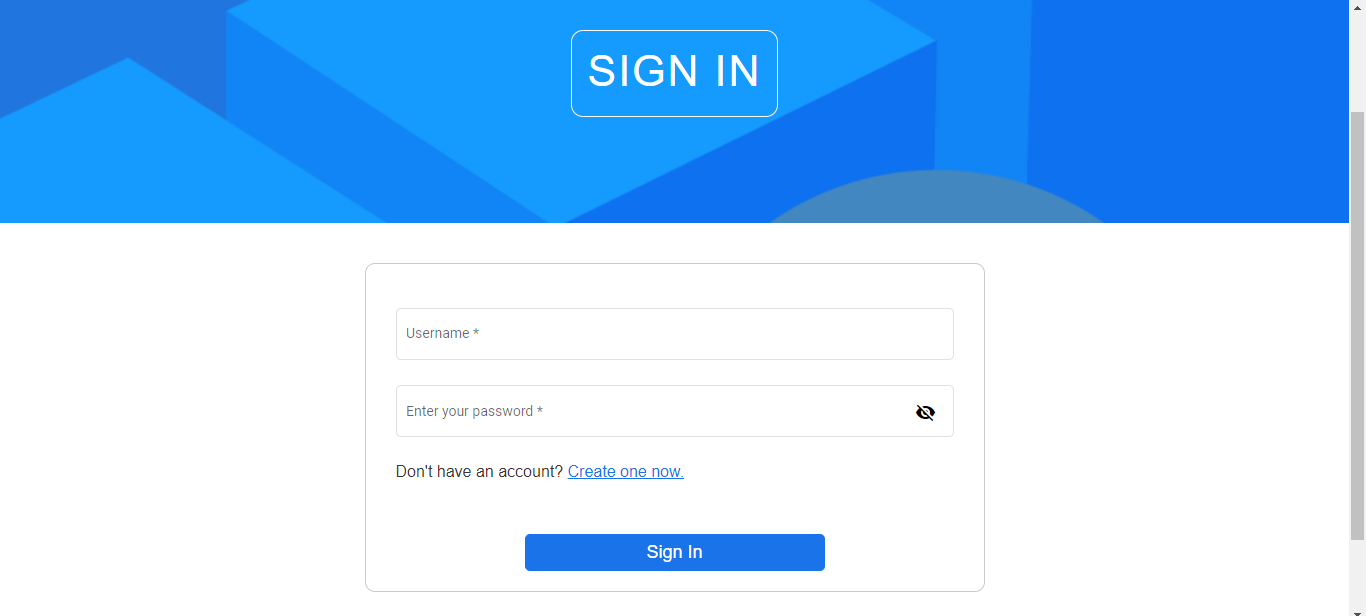 SIGN IN
Username *
Enter your password *
Don't have an account? Create one now.
Sign In